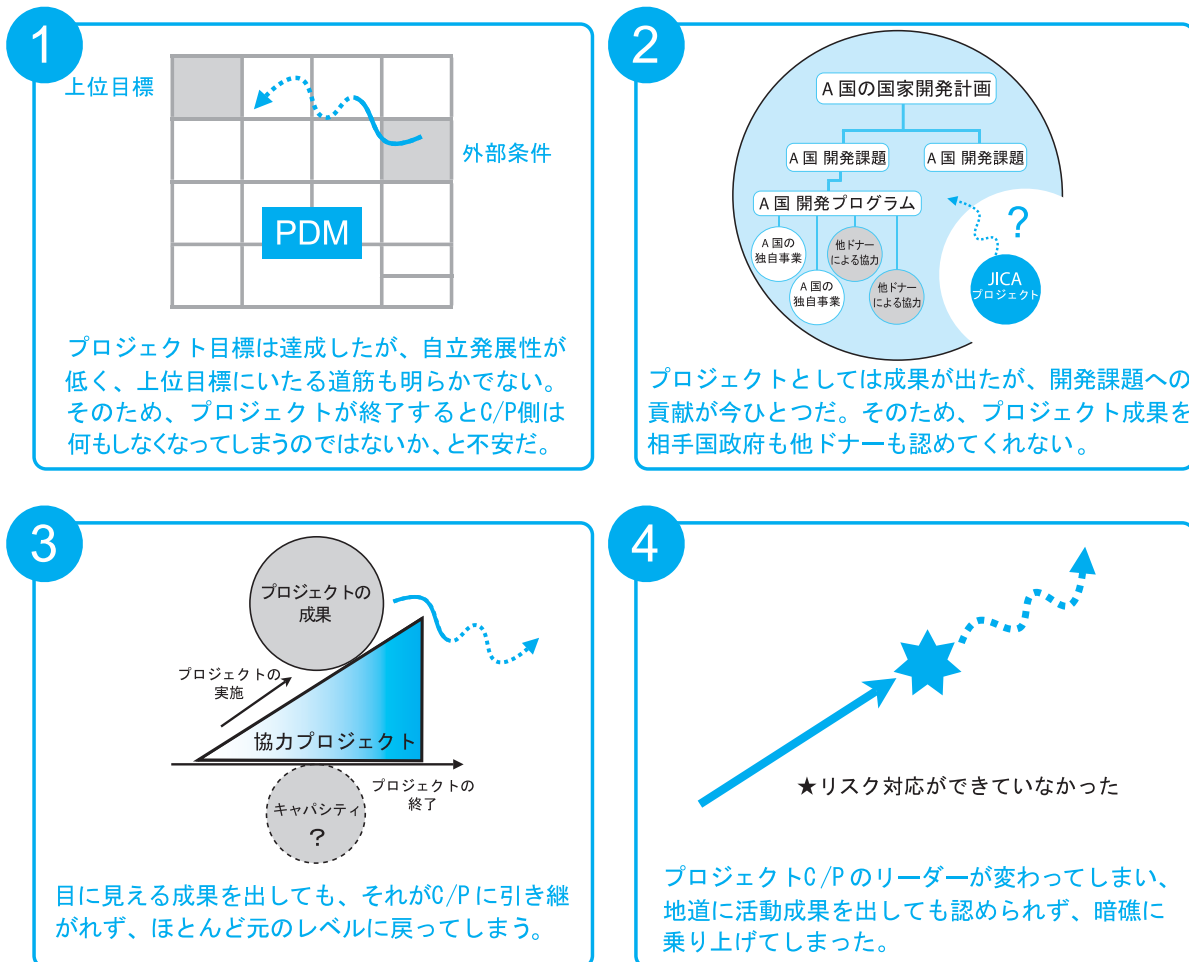 1
上位目標
外部条件
PDM
プロジェクト目標は達成したが、自立発展性が
低く、上位目標にいたる道筋も明らかでない。
そのため、プロジェクトが終了するとC/P側は
何もしなくなってしまうのではないか、と不安だ。
2
A国の国家開発計画
A国 開発課題
A国 開発課題
A国 開発プログラム
A国の
独自事業
他ドナー
による協力
A国の
独自事業
他ドナー
による協力
?
JICA
プロジェクト
プロジェクトとしては成果が出たが、開発課題への
貢献が今ひとつだ。そのため、プロジェクト成果を
相手国政府も他ドナーも認めてくれない。
3
プロジェクトの
成果
プロジェクトの
実施
協力プロジェクト
プロジェクトの
終了
キャパシティ
?
目に見える成果を出しても、それがC/Pに引き継
がれず、ほとんど元のレベルに戻ってしまう。
4
★リスク対応ができていなかった
プロジェクトC/Pのリーダーが変わってしまい、
地道に活動成果を出しても認められず、暗礁に
乗り上げてしまった。